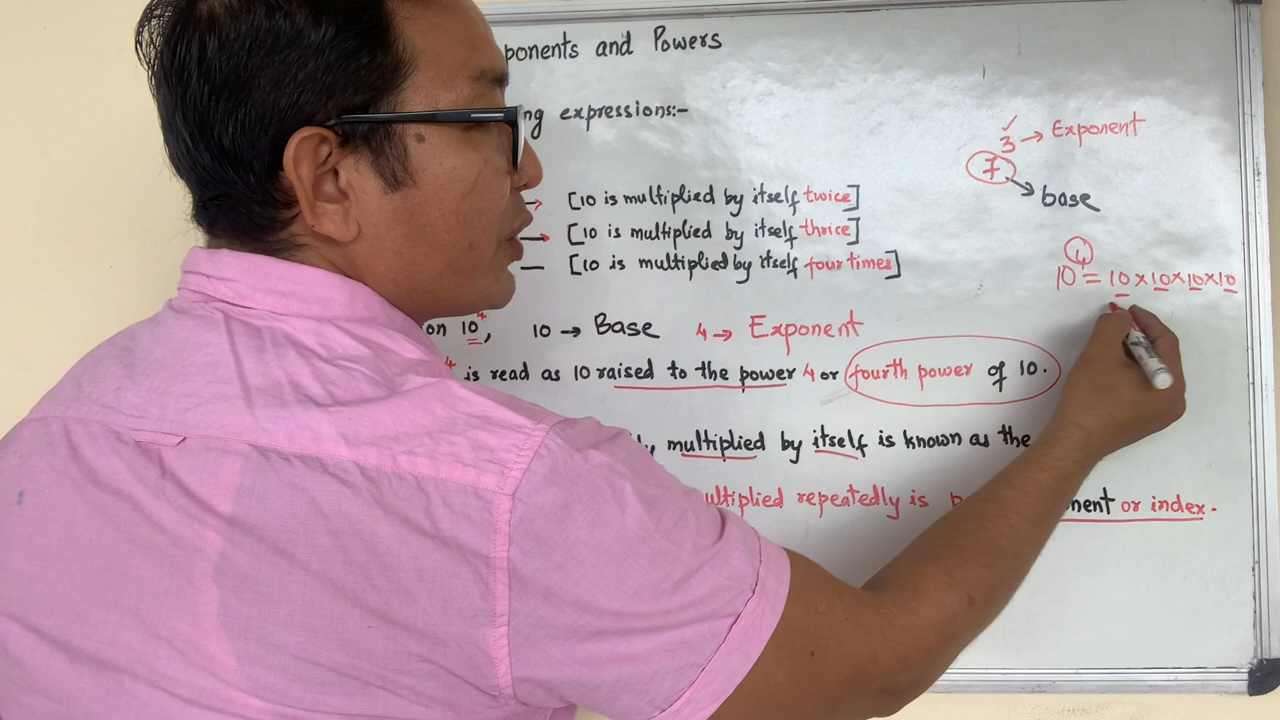 ponents and Powers
ng expressions:-
3 → Exponent
7
base
→ [10 is multiplied by itself twice]
→ [10 is multiplied by itself thrice]
— [10 is multiplied by itself four times]
10⁴ = 10 × 10 × 10 × 10
on 10⁴, 10 → Base 4 → Exponent
⁴ is read as 10 raised to the power 4 or fourth power of 10.
multiplied by itself is known as the
ultiplied repeatedly is nent or index.